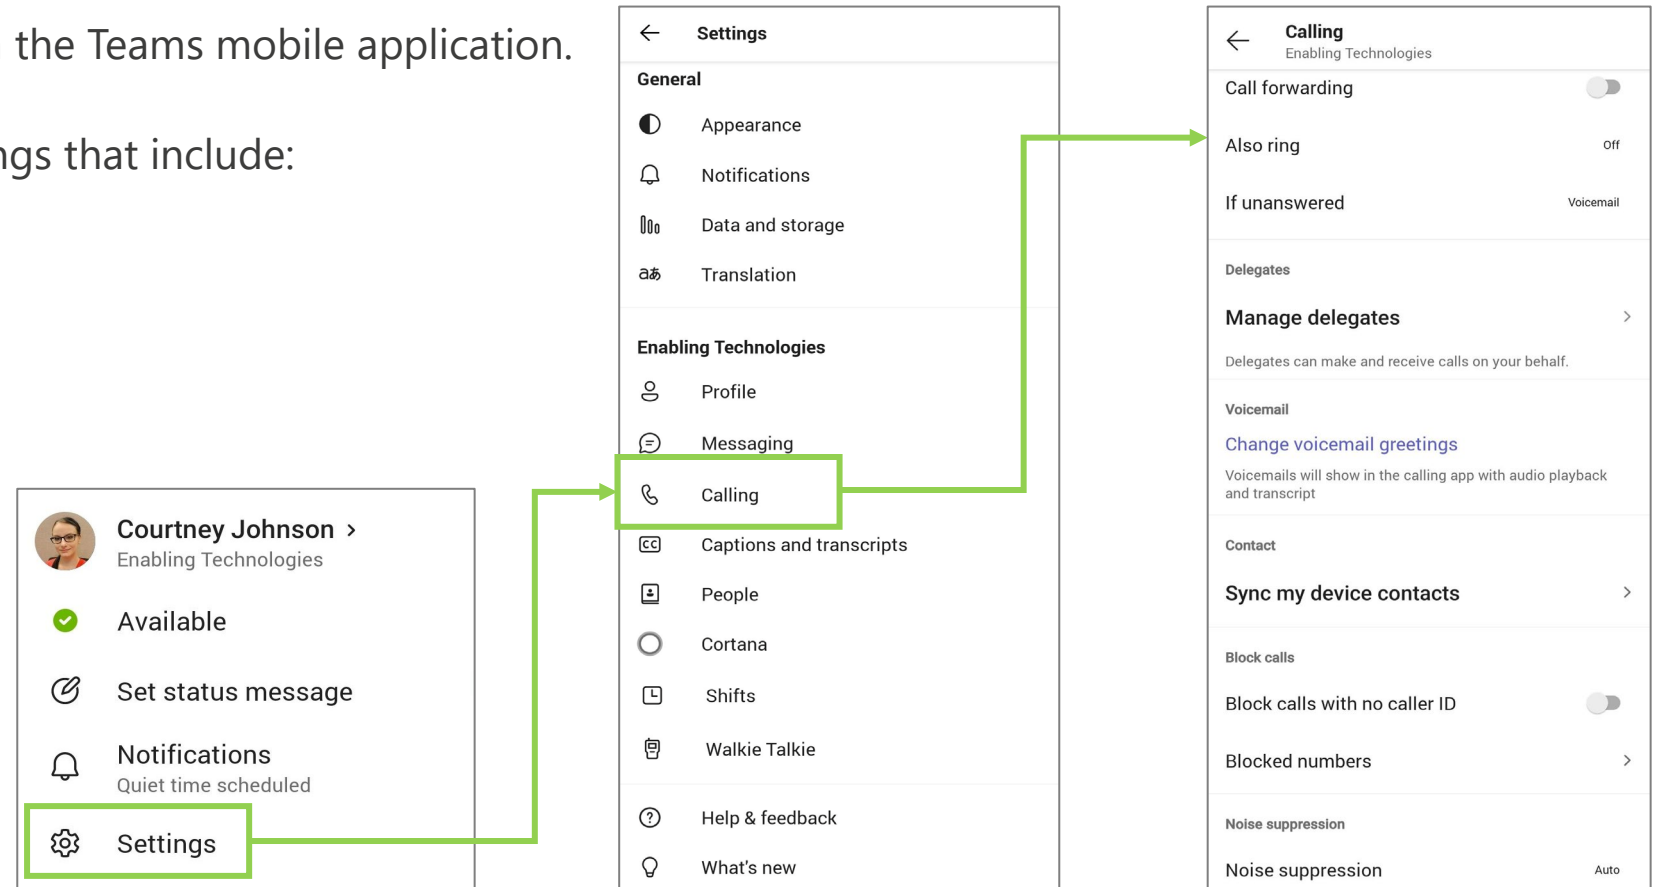 the Teams mobile application.
ngs that include:
Courtney Johnson >
Enabling Technologies
Available
Set status message
Notifications
Quiet time scheduled
Settings
Settings
General
Appearance
Notifications
Data and storage
aあ Translation
Enabling Technologies
Profile
Messaging
Calling
CC Captions and transcripts
People
Cortana
Shifts
Walkie Talkie
Help & feedback
What's new
Calling
Enabling Technologies
Call forwarding
Also ring Off
If unanswered Voicemail
Delegates
Manage delegates >
Delegates can make and receive calls on your behalf.
Voicemail
Change voicemail greetings
Voicemails will show in the calling app with audio playback
and transcript
Contact
Sync my device contacts >
Block calls
Block calls with no caller ID
Blocked numbers >
Noise suppression
Noise suppression Auto